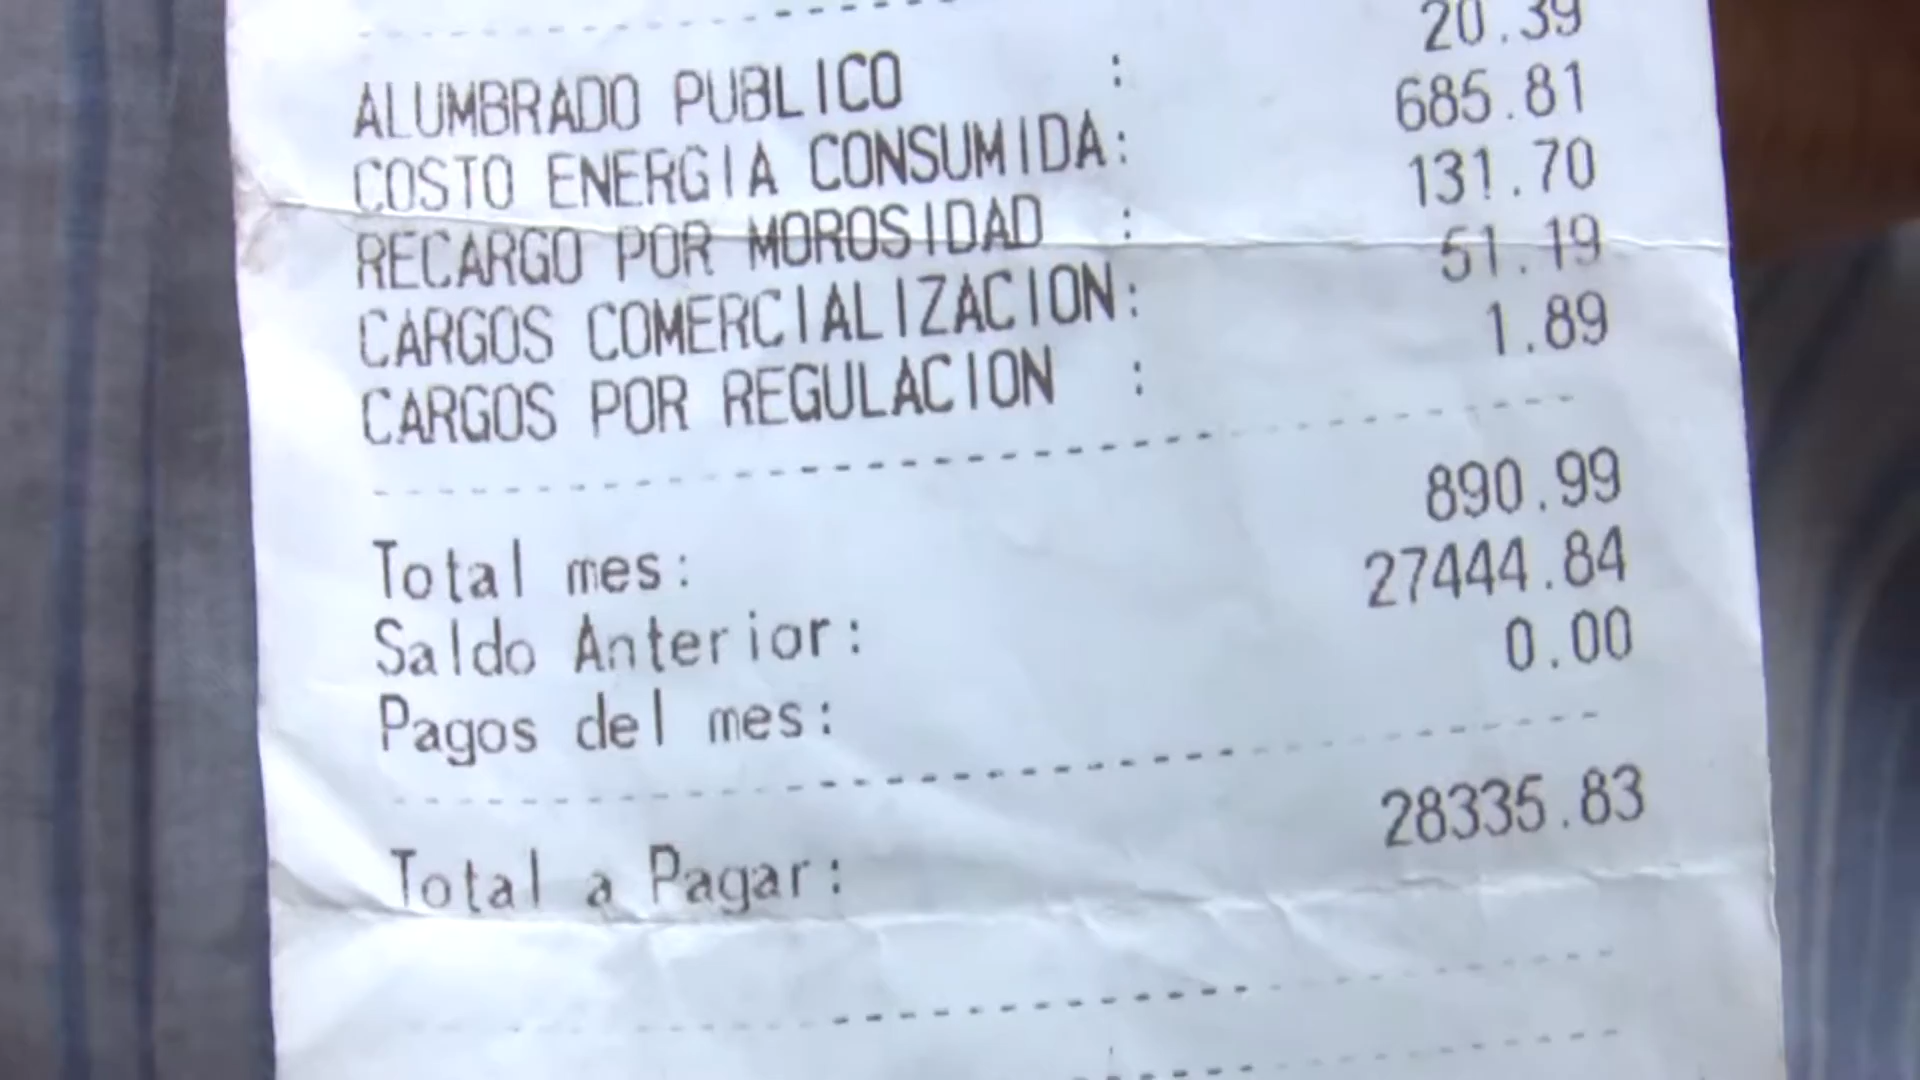 ALUMBRADO PUBLICO : 20.39
COSTO ENERGIA CONSUMIDA: 685.81
RECARGO POR MOROSIDAD : 131.70
CARGOS COMERCIALIZACION: 51.19
CARGOS POR REGULACION : 1.89
Total mes: 890.99
Saldo Anterior: 27444.84
Pagos del mes: 0.00
Total a Pagar: 28335.83